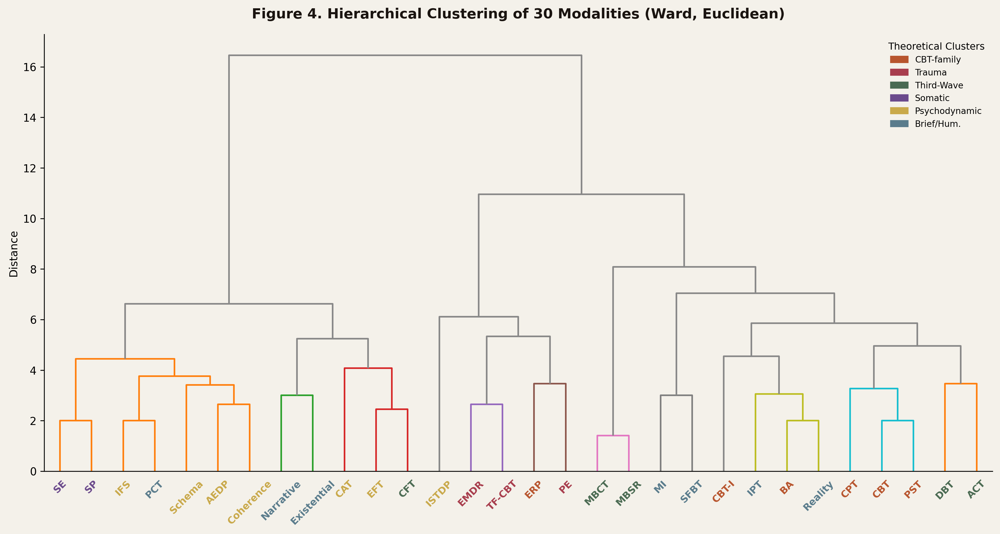 Figure 4. Hierarchical Clustering of 30 Modalities (Ward, Euclidean)
Theoretical Clusters
CBT-family
Trauma
Third-Wave
Somatic
Psychodynamic
Brief/Hum.
Distance
16
14
12
10
8
6
4
2
0
SE
SP
IFS
PCT
Schema
AEDP
Coherence
Narrative
Existential
CAT
EFT
CFT
ISTDP
EMDR
TF-CBT
ERP
PE
MBCT
MBSR
MI
SFBT
CBT-I
IPT
BA
Reality
CPT
CBT
PST
DBT
ACT